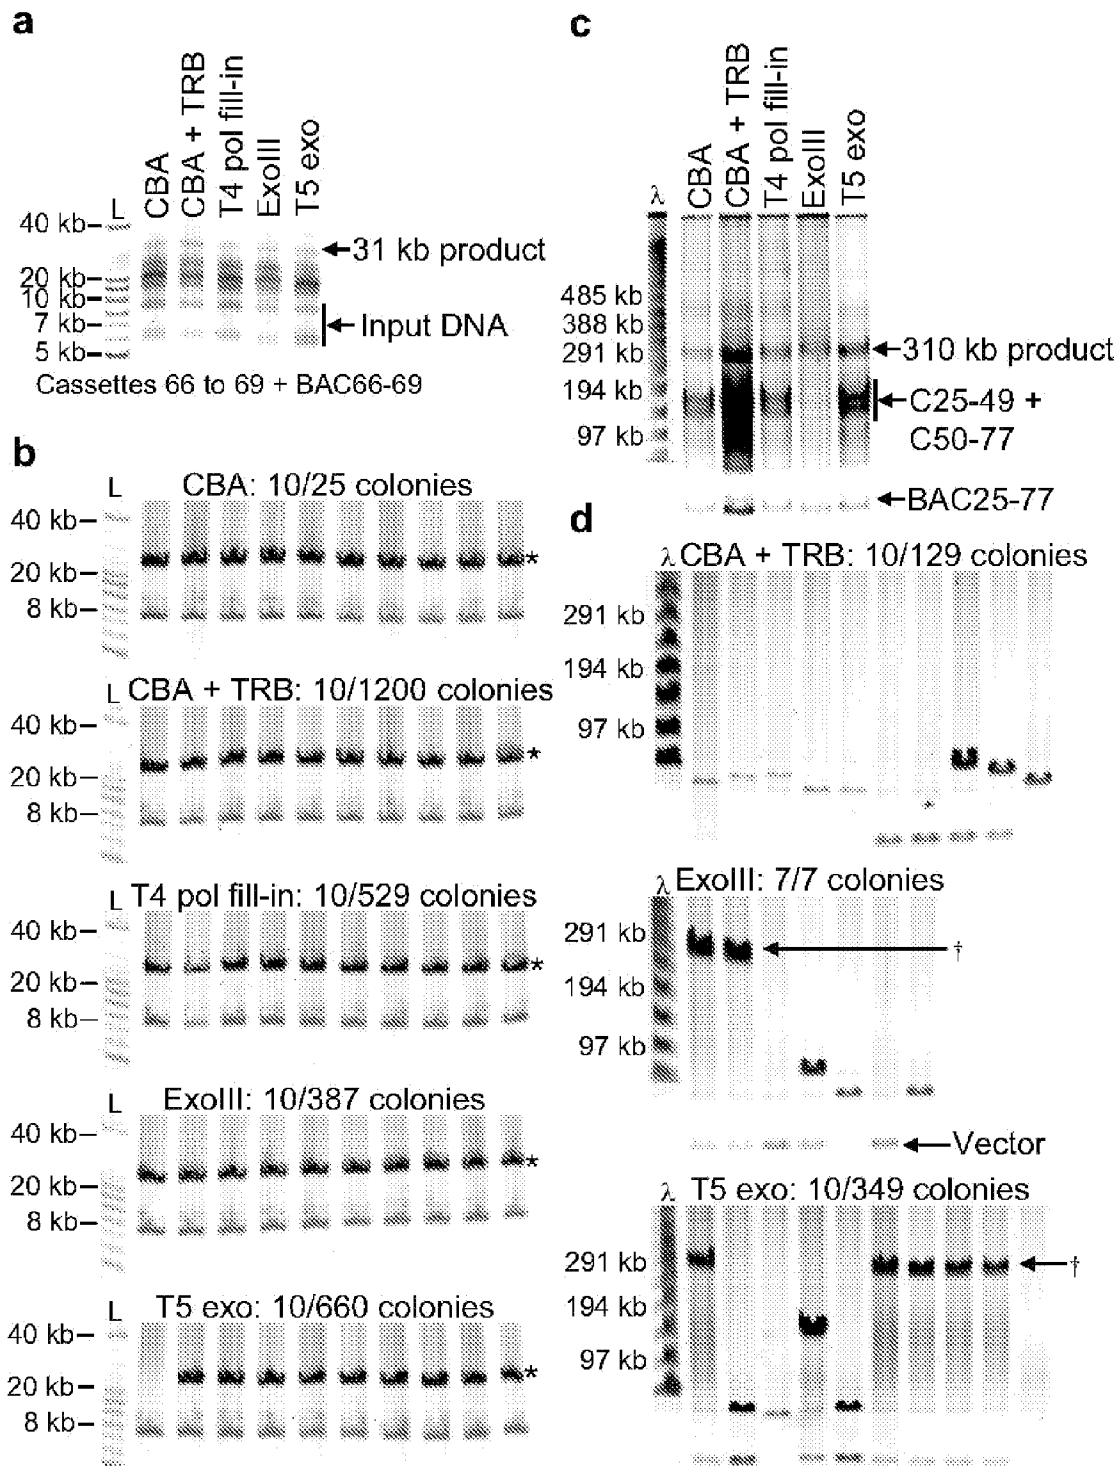 a
L
CBA
CBA + TRB
T4 pol fill-in
ExoIII
T5 exo
40 kb
20 kb
10 kb
7 kb
5 kb
31 kb product
Input DNA
Cassettes 66 to 69 + BAC66-69
b
L
CBA: 10/25 colonies
40 kb
20 kb
8 kb
*
L
CBA + TRB: 10/1200 colonies
40 kb
20 kb
8 kb
*
L
T4 pol fill-in: 10/529 colonies
40 kb
20 kb
8 kb
*
L
ExoIII: 10/387 colonies
40 kb
20 kb
8 kb
*
L
T5 exo: 10/660 colonies
40 kb
20 kb
8 kb
*
c
λ
CBA
CBA + TRB
T4 pol fill-in
ExoIII
T5 exo
485 kb
388 kb
291 kb
194 kb
97 kb
310 kb product
C25-49 +
C50-77
BAC25-77
d
λ
CBA + TRB: 10/129 colonies
291 kb
194 kb
97 kb
λ
ExoIII: 7/7 colonies
291 kb
194 kb
97 kb
†
Vector
λ
T5 exo: 10/349 colonies
291 kb
194 kb
97 kb
†